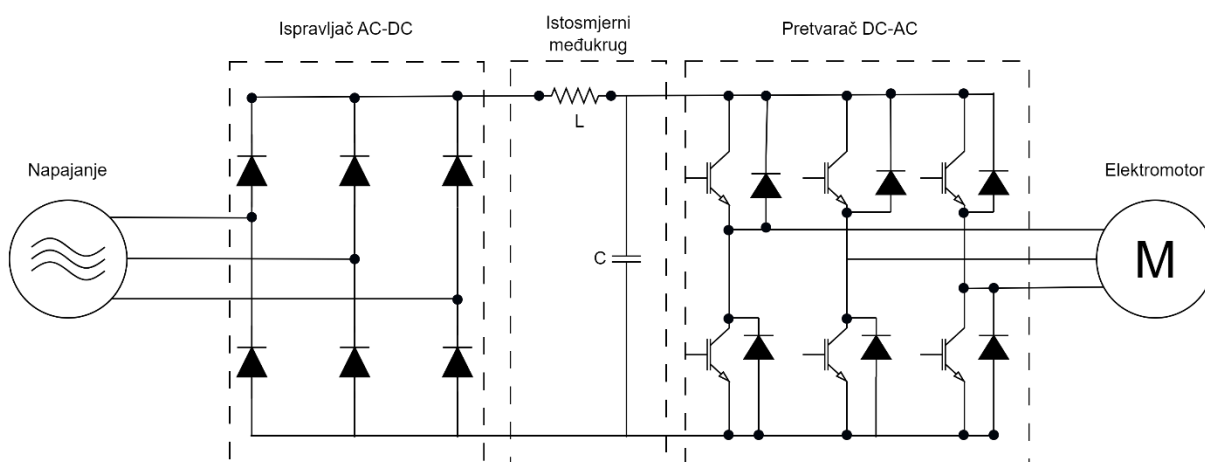 Ispravljač AC-DC
Istosmjerni
međukrug
Pretvarač DC-AC
Napajanje
L
C
Elektromotor
M